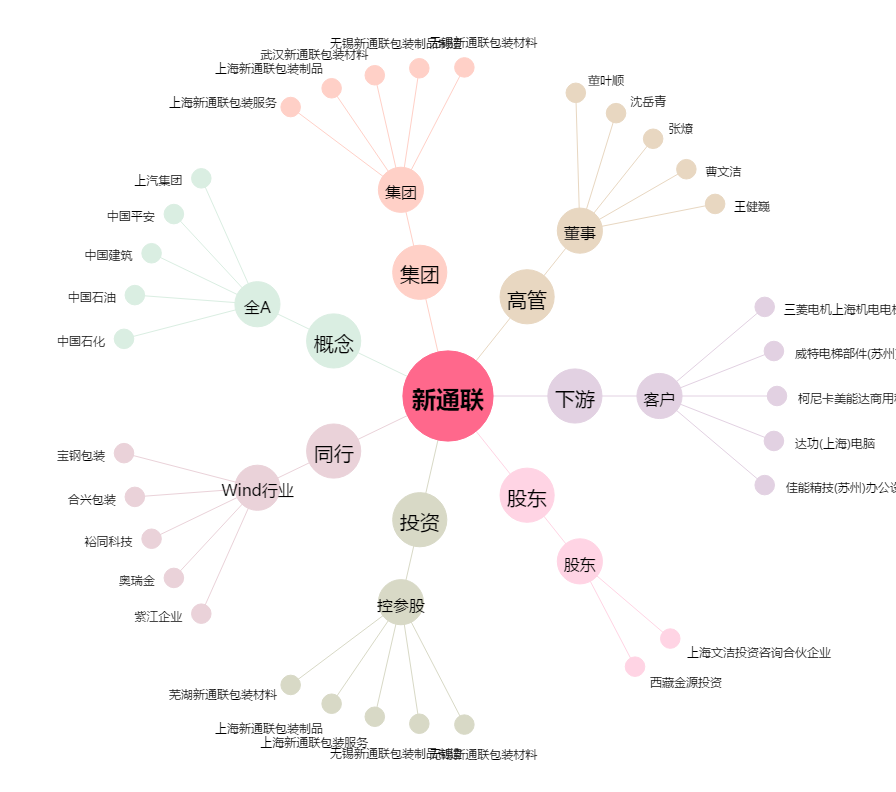 无锡新通联包装制品制造
无锡新通联包装材料
武汉新通联包装材料
上海新通联包装制品
上海新通联包装服务
集团
集团
叶顺
沈岳青
张燎
曹文洁
王健巍
董事
高管
上汽集团
中国平安
中国建筑
中国石油
中国石化
全A
概念
新通联
三菱电机上海机电电
威特电梯部件(苏州)
柯尼卡美能达商用
达功(上海)电脑
佳能精技(苏州)办公
客户
下游
宝钢包装
合兴包装
裕同科技
奥瑞金
紫江企业
Wind行业
同行
投资
控参股
芜湖新通联包装材料
上海新通联包装制品
上海新通联包装服务
无锡新通联包装制品制造
无锡新通联包装材料
股东
股东
上海文洁投资咨询合伙企业
西藏金源投资